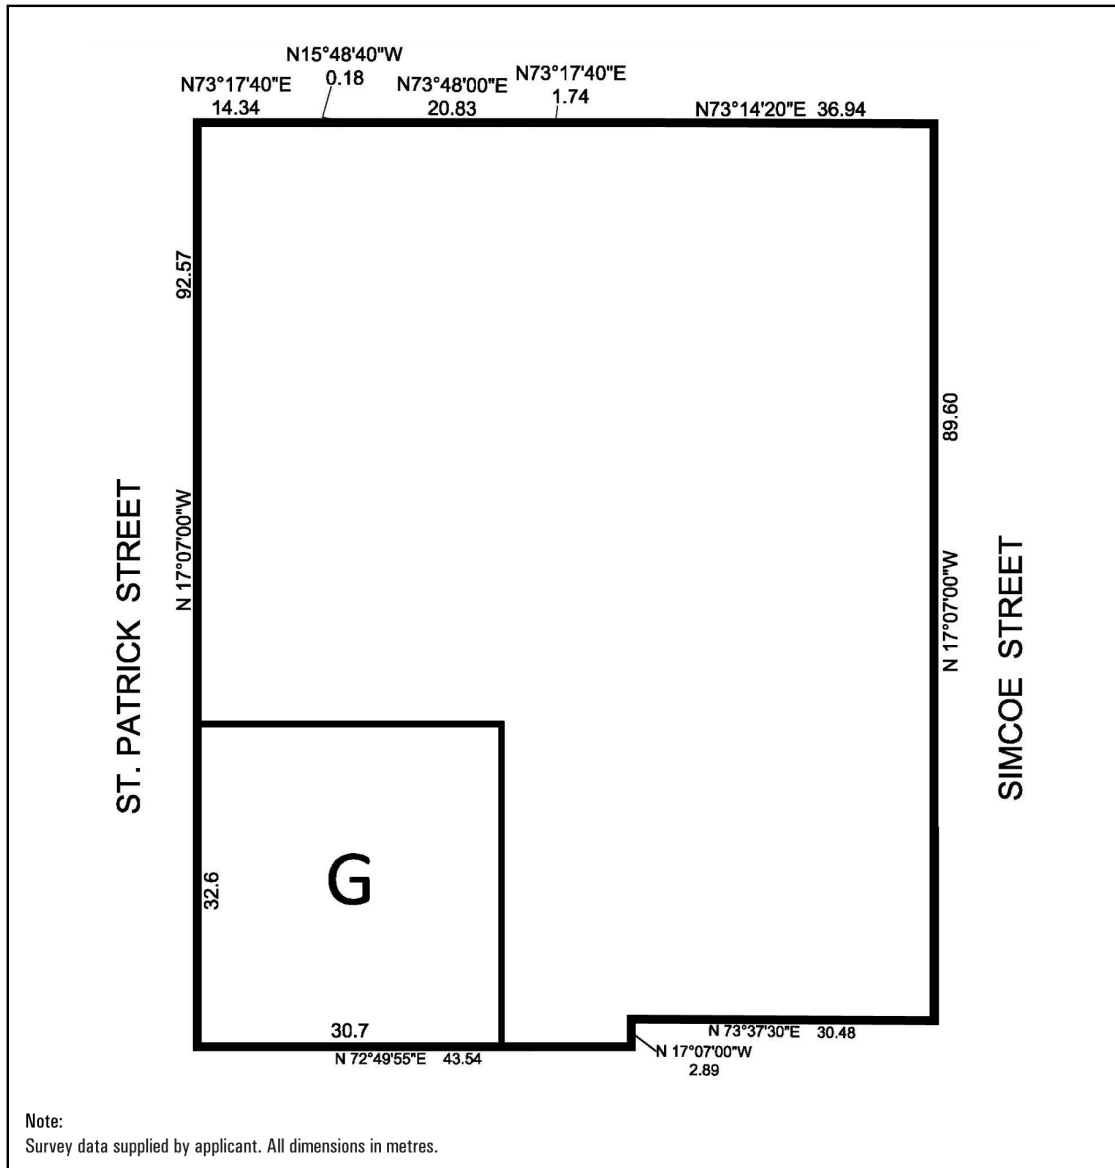 N15°48'40"W
0.18
N73°17'40"E
14.34
N73°48'00"E
20.83
N73°17'40"E
1.74
N73°14'20"E 36.94
92.57
N 17°07'00"W
ST. PATRICK STREET
89.60
N 17°07'00"W
SIMCOE STREET
G
32.6
30.7
N 72°49'55"E 43.54
N 73°37'30"E 30.48
N 17°07'00"W
2.89
Note:
Survey data supplied by applicant. All dimensions in metres.